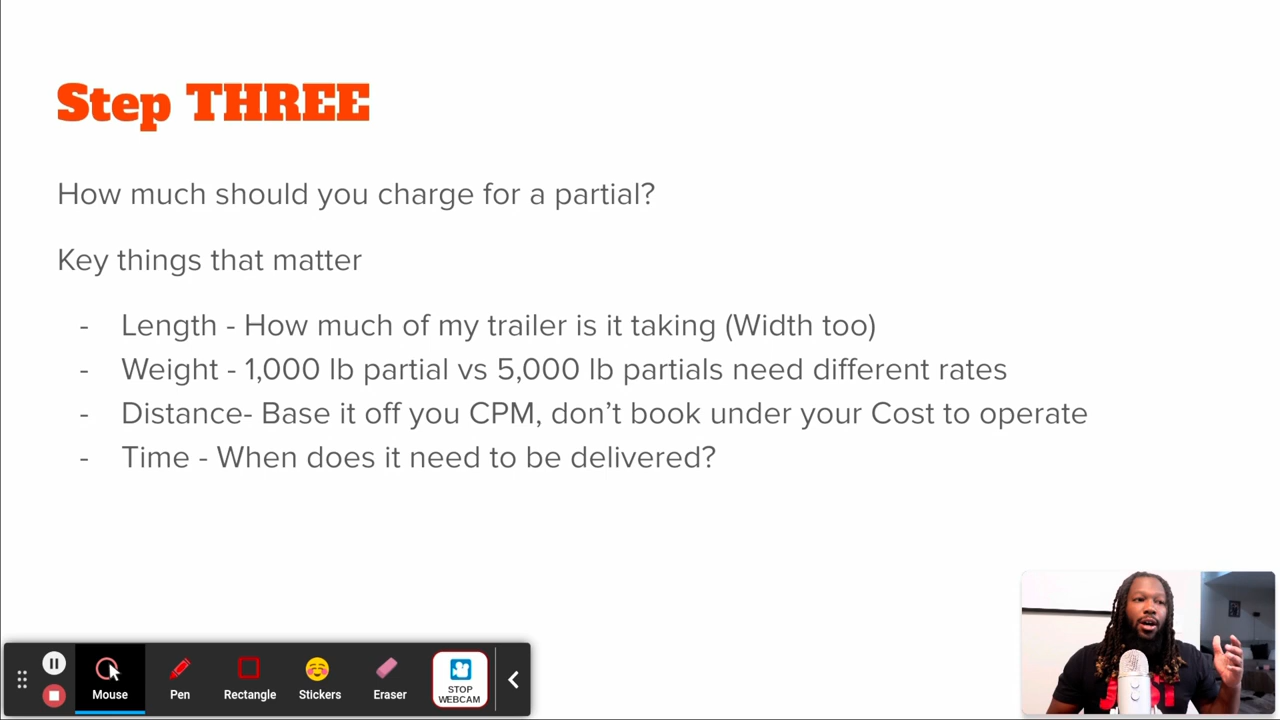 Step THREE
How much should you charge for a partial?
Key things that matter
- Length - How much of my trailer is it taking (Width too)
- Weight - 1,000 lb partial vs 5,000 lb partials need different rates
- Distance- Base it off you CPM, don’t book under your Cost to operate
- Time - When does it need to be delivered?
Mouse Pen Rectangle Stickers Eraser STOP
WEBCAM